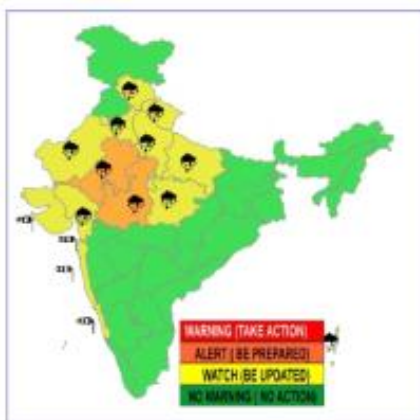 WARNING (TAKE ACTION)
ALERT ( BE PREPARED)
WATCH (BE UPDATED)
NO WARNING ( NO ACTION)